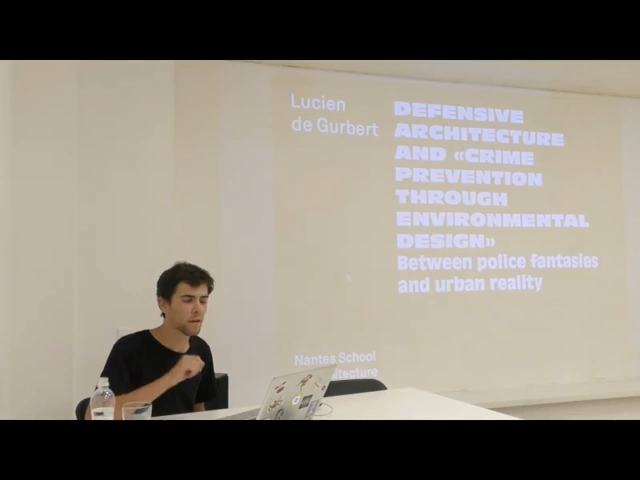 Lucien
de Gurbert
DEFENSIVE
ARCHITECTURE
AND «CRIME
PREVENTION
THROUGH
ENVIRONMENTAL
DESIGN»
Between police fantasies
and urban reality
Nantes School
itecture